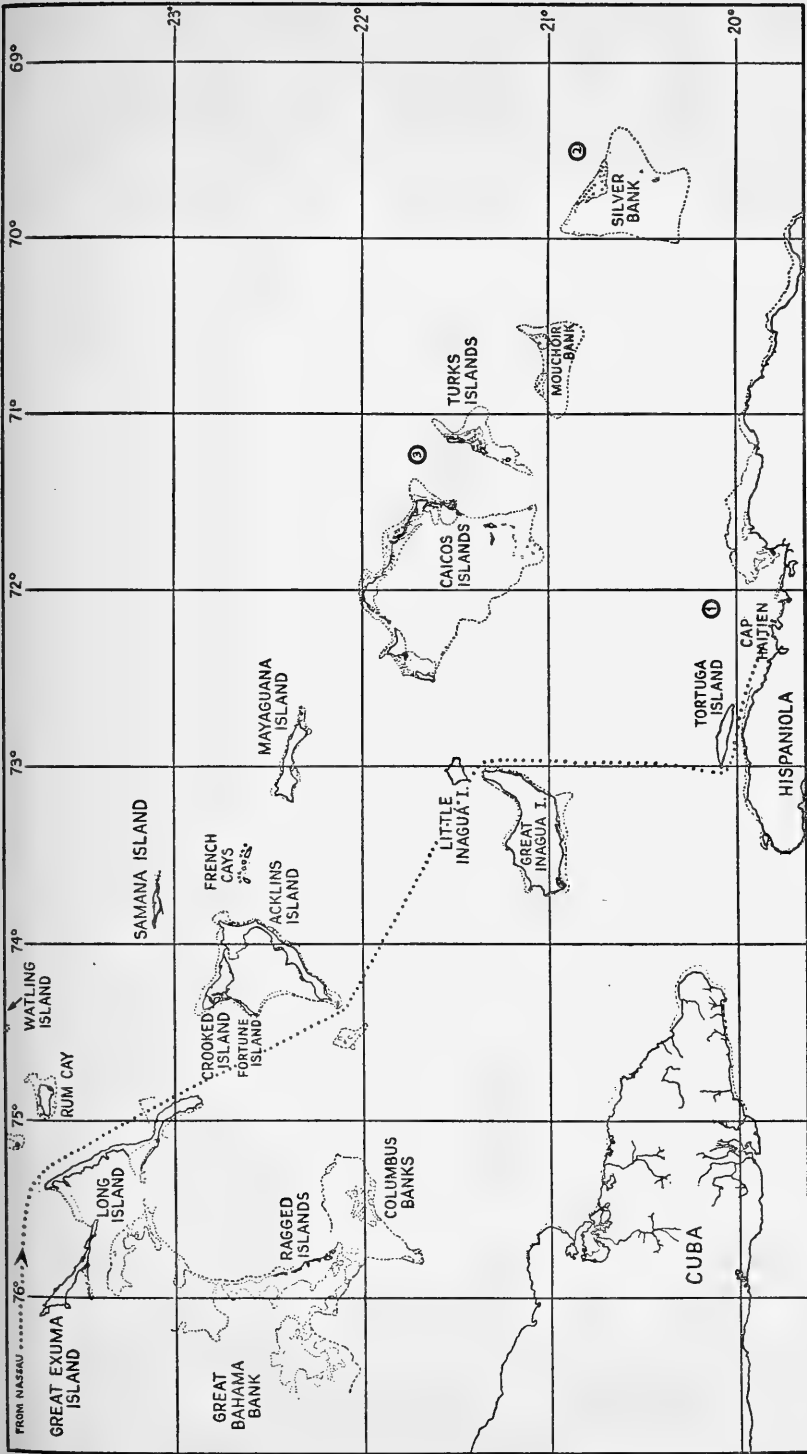 FROM NASSAU
76°
75°
74°
73°
72°
71°
70°
69°
23°
22°
21°
20°
GREAT EXUMA
ISLAND
LONG
ISLAND
RUM CAY
WATLING
ISLAND
SAMANA ISLAND
CROOKED
ISLAND
FORTUNE
ISLAND
ACKLINS
ISLAND
FRENCH
CAYS
MAYAGUANA
ISLAND
GREAT
BAHAMA
BANK
RAGGED
ISLANDS
COLUMBUS
BANKS
LITTLE
INAGUA I.
GREAT
INAGUA I.
CAICOS
ISLANDS
3
TURKS
ISLANDS
MOUCHOIR
BANK
2
SILVER
BANK
CUBA
TORTUGA
ISLAND
1
CAP
HAITIEN
HISPANIOLA